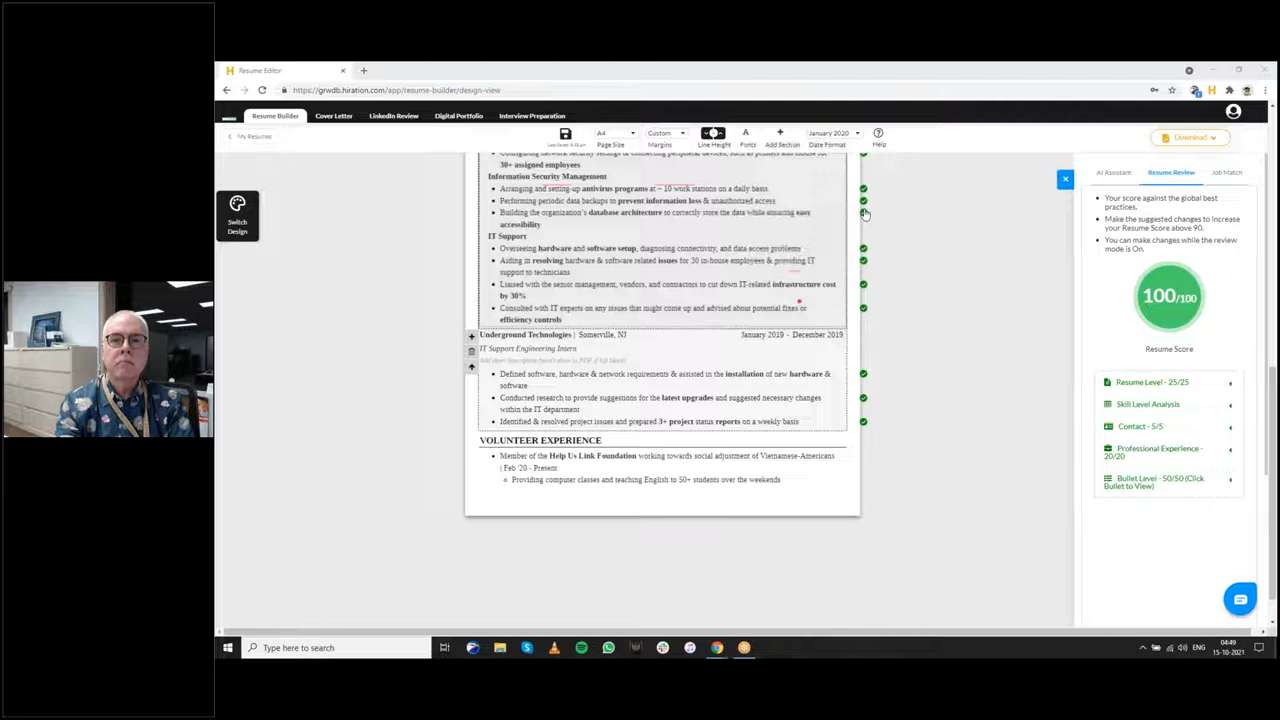 H Resume Editor
https://grwdb.hiration.com/app/resume-builder/design-view
Resume Builder Cover Letter LinkedIn Review Digital Portfolio Interview Preparation
My Resumes
A4 Custom January 2020
Page Size Margins Line Height Fonts Add Section Date Format Help
Download
Switch
Design
Configuring network security settings & connecting peripheral devices, such as printers and
30+ assigned employees
Information Security Management
• Arranging and setting-up antivirus programs at ~ 10 work stations on a daily basis
• Performing periodic data backups to prevent information loss & unauthorized access
• Building the organization's database architecture to correctly store the data while ensuring easy
accessibility
IT Support
• Overseeing hardware and software setup, diagnosing connectivity, and data access problems
• Aiding in resolving hardware & software related issues for 30 in-house employees & providing IT
support to technicians
• Liaised with the senior management, vendors, and contractors to cut down IT-related infrastructure cost
by 30%
• Consulted with IT experts on any issues that might come up and advised about potential fixes or
efficiency controls
Underground Technologies | Somerville, NJ January 2019 - December 2019
IT Support Engineering Intern
• Defined software, hardware & network requirements & assisted in the installation of new hardware &
software
• Conducted research to provide suggestions for the latest upgrades and suggested necessary changes
within the IT department
• Identified & resolved project issues and prepared 3+ project status reports on a weekly basis
VOLUNTEER EXPERIENCE
• Member of the Help Us Link Foundation working towards social adjustment of Vietnamese-Americans
| Feb '20 - Present
Providing computer classes and teaching English to 50+ students over the weekends
AI Assistant Resume Review Job Match
• Your score against the global best
practices.
• Make the suggested changes to increase
your Resume Score above 90.
• You can make changes while the review
mode is On.
100/100
Resume Score
Resume Level - 25/25
Skill Level Analysis
Contact - 5/5
Professional Experience -
20/20
Bullet Level - 50/50 (Click
Bullet to View)
Type here to search
ENG
04:49
15-10-2021